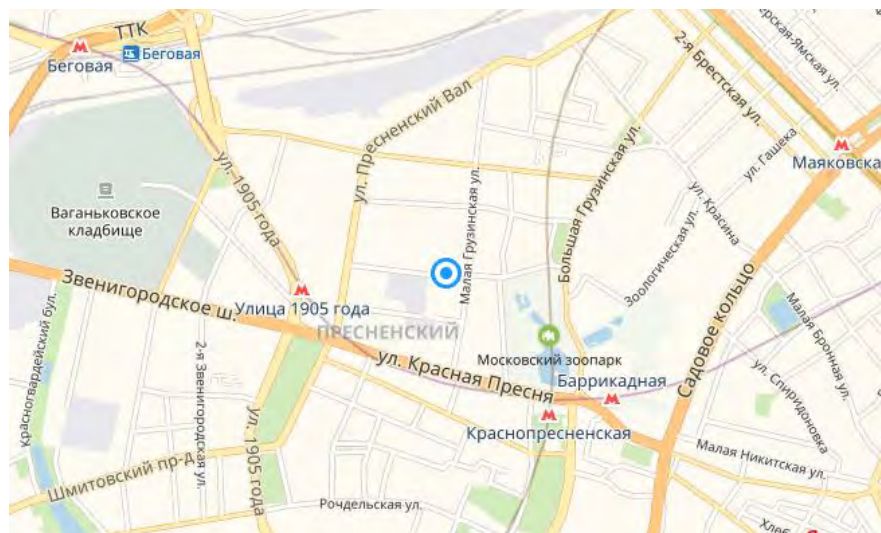 ТТК
Беговая
Беговая
2-я Брестская ул.
рская-Ямская ул.
ул. Пресненский Вал
ул. Гашека
Маяковска
ул. 1905 года
Малая Грузинская ул.
Большая Грузинская ул.
ул. Красина
Ваганьковское
кладбище
Зоологическая ул.
Звенигородское ш.
Улица 1905 года
ПРЕСНЕНСКИЙ
Садовое кольцо
Малая Бронная ул.
Красногвардейский бул.
2-я Звенигородская ул.
ул. Красная Пресня
Московский зоопарк
Баррикадная
ул. Спиридоновка
Краснопресненская
ул. 1905 года
Малая Никитская ул.
Шмитовский пр-д
Рочдельская ул.
Хлеб